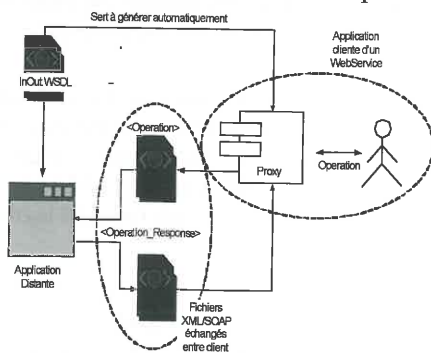 Sert à générer automatiquement
Application
cliente d'un
WebService
InOut WSDL
<Operation>
Proxy
Operation
<Operation_Response>
Application
Distante
Fichiers
XML/SOAP
échangés
entre client